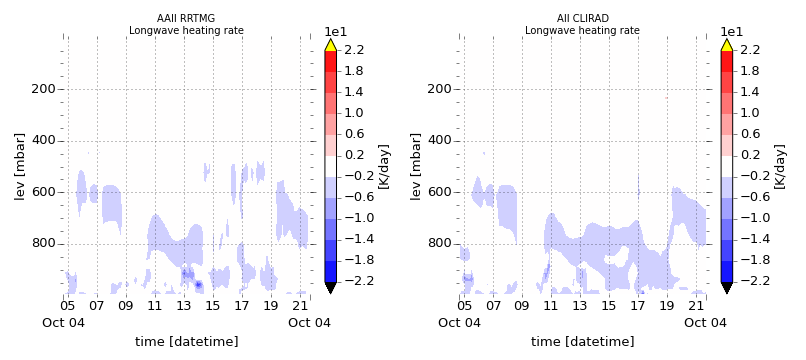 AAII RRTMG
Longwave heating rate
1e1
2.2
1.8
1.4
1.0
0.6
0.2
−0.2
−0.6
−1.0
−1.4
−1.8
−2.2
[K/day]
200
400
600
800
lev [mbar]
05 07 09 11 13 15 17 19 21
Oct 04 Oct 04
time [datetime]
AII CLIRAD
Longwave heating rate
1e1
2.2
1.8
1.4
1.0
0.6
0.2
−0.2
−0.6
−1.0
−1.4
−1.8
−2.2
[K/day]
200
400
600
800
lev [mbar]
05 07 09 11 13 15 17 19 21
Oct 04 Oct 04
time [datetime]